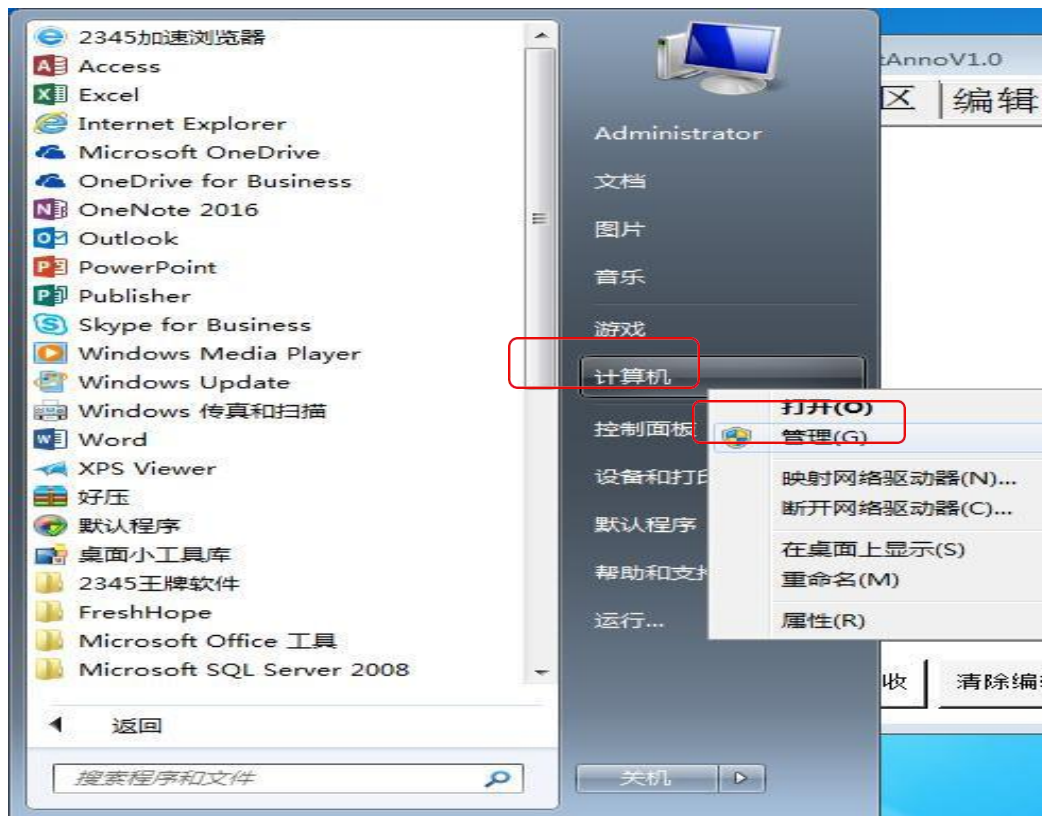 2345加速浏览器
Access
Excel
Internet Explorer
Microsoft OneDrive
OneDrive for Business
OneNote 2016
Outlook
PowerPoint
Publisher
Skype for Business
Windows Media Player
Windows Update
Windows 传真和扫描
Word
XPS Viewer
好压
默认程序
桌面小工具库
2345王牌软件
FreshHope
Microsoft Office 工具
Microsoft SQL Server 2008
返回
搜索程序和文件
Administrator
文档
图片
音乐
游戏
计算机
控制面板
设备和打印
默认程序
帮助和支持
运行...
关机
打开(O)
管理(G)
映射网络驱动器(N)...
断开网络驱动器(C)...
在桌面上显示(S)
重命名(M)
属性(R)
AnnoV1.0
区
编辑
收
清除编